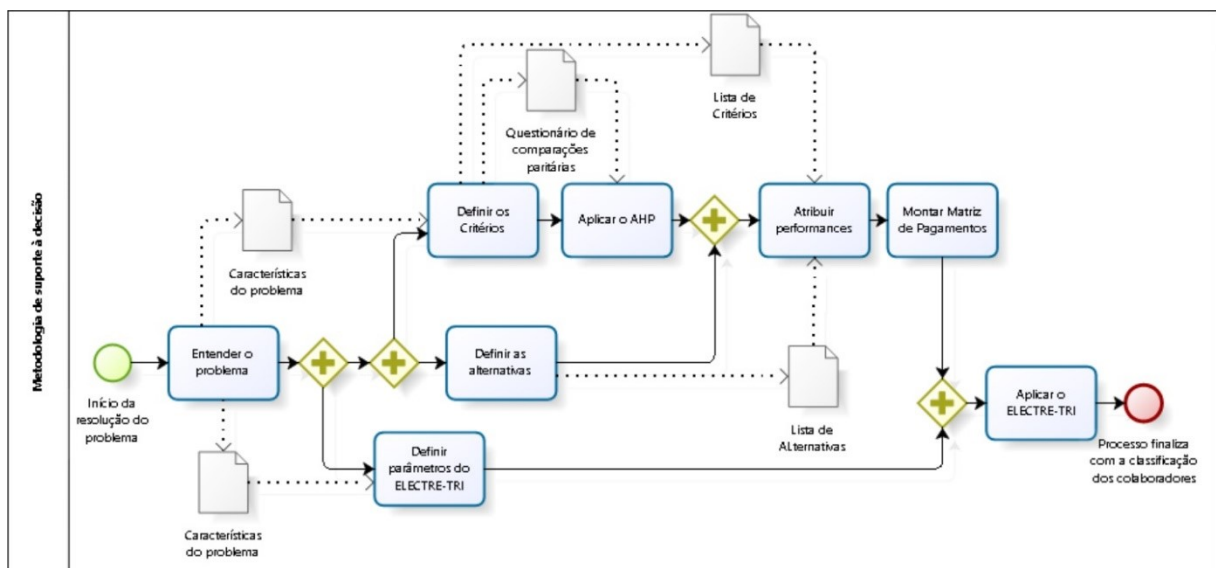 Metodologia de suporte à decisão
Lista de
Critérios
Questionário de
comparações
paritárias
Definir os
Critérios
Aplicar o AHP
Atribuir
performances
Montar Matriz
de Pagamentos
Características
do problema
Entender o
problema
Definir as
alternativas
Início da
resolução do
problema
Lista de
ALternativas
Aplicar o
ELECTRE-TRI
Definir
parâmetros do
ELECTRE-TRI
Processo finaliza
com a classificação
dos colaboradores
Características
do problema